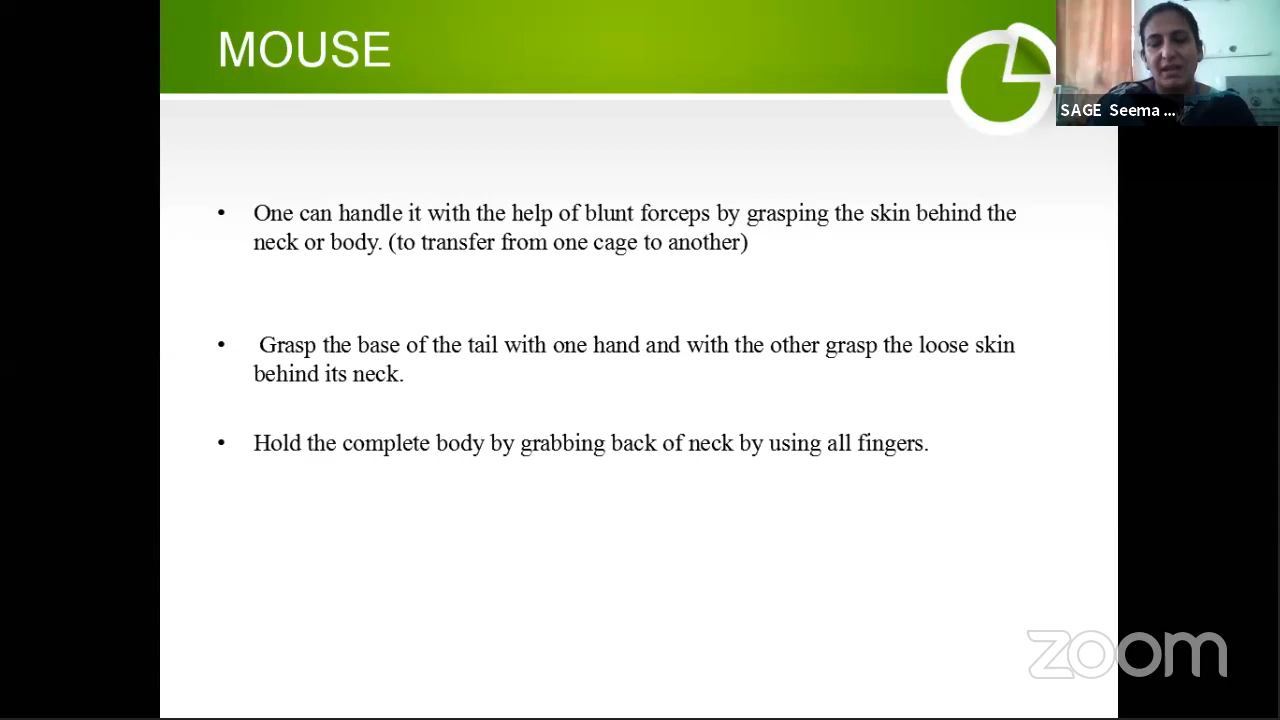 MOUSE
SAGE Seema ...
• One can handle it with the help of blunt forceps by grasping the skin behind the
neck or body. (to transfer from one cage to another)
• Grasp the base of the tail with one hand and with the other grasp the loose skin
behind its neck.
• Hold the complete body by grabbing back of neck by using all fingers.
zoom